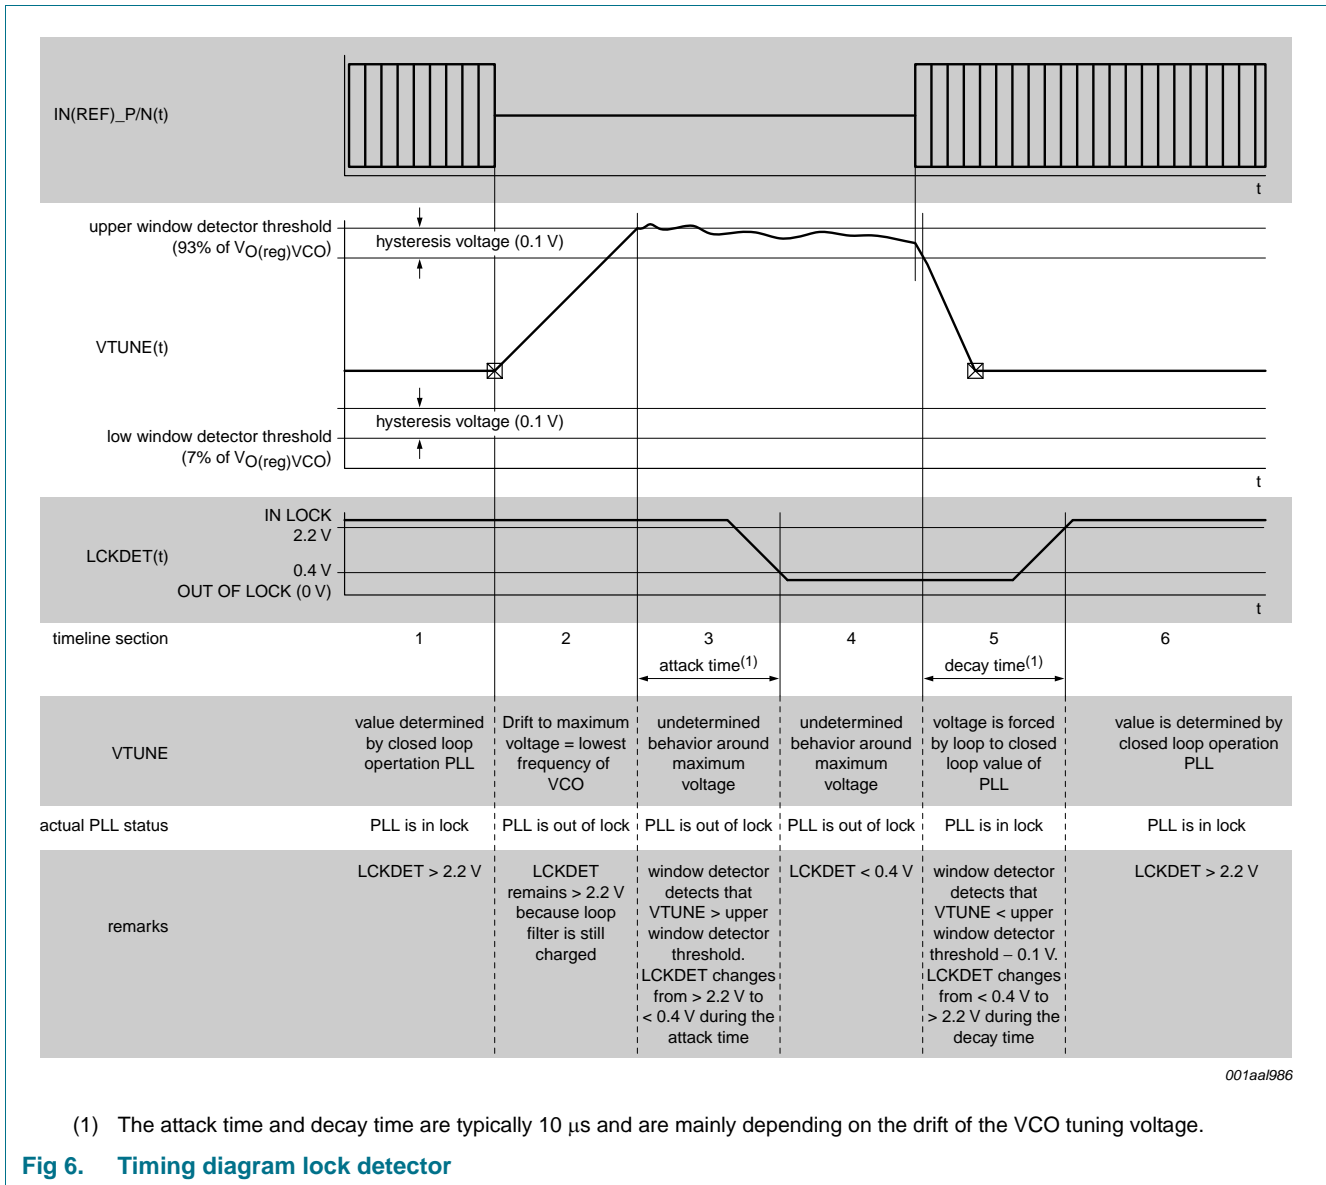 IN(REF)_P/N(t)
t
upper window detector threshold
(93% of VO(reg)VCO)
hysteresis voltage (0.1 V)
VTUNE(t)
hysteresis voltage (0.1 V)
low window detector threshold
(7% of VO(reg)VCO)
t
IN LOCK
2.2 V
LCKDET(t)
0.4 V
OUT OF LOCK (0 V)
t
timeline section 1 2 3 4 5 6
attack time(1) decay time(1)
VTUNE
value determined
by closed loop
opertation PLL
Drift to maximum
voltage = lowest
frequency of
VCO
undetermined
behavior around
maximum
voltage
undetermined
behavior around
maximum
voltage
voltage is forced
by loop to closed
loop value of
PLL
value is determined by
closed loop operation
PLL
actual PLL status PLL is in lock PLL is out of lock PLL is out of lock PLL is out of lock PLL is in lock PLL is in lock
remarks
LCKDET > 2.2 V
LCKDET
remains > 2.2 V
because loop
filter is still
charged
window detector
detects that
VTUNE > upper
window detector
threshold.
LCKDET changes
from > 2.2 V to
< 0.4 V during the
attack time
LCKDET < 0.4 V
window detector
detects that
VTUNE < upper
window detector
threshold − 0.1 V.
LCKDET changes
from < 0.4 V to
> 2.2 V during the
decay time
LCKDET > 2.2 V
001aal986
(1) The attack time and decay time are typically 10 μs and are mainly depending on the drift of the VCO tuning voltage.
Fig 6. Timing diagram lock detector